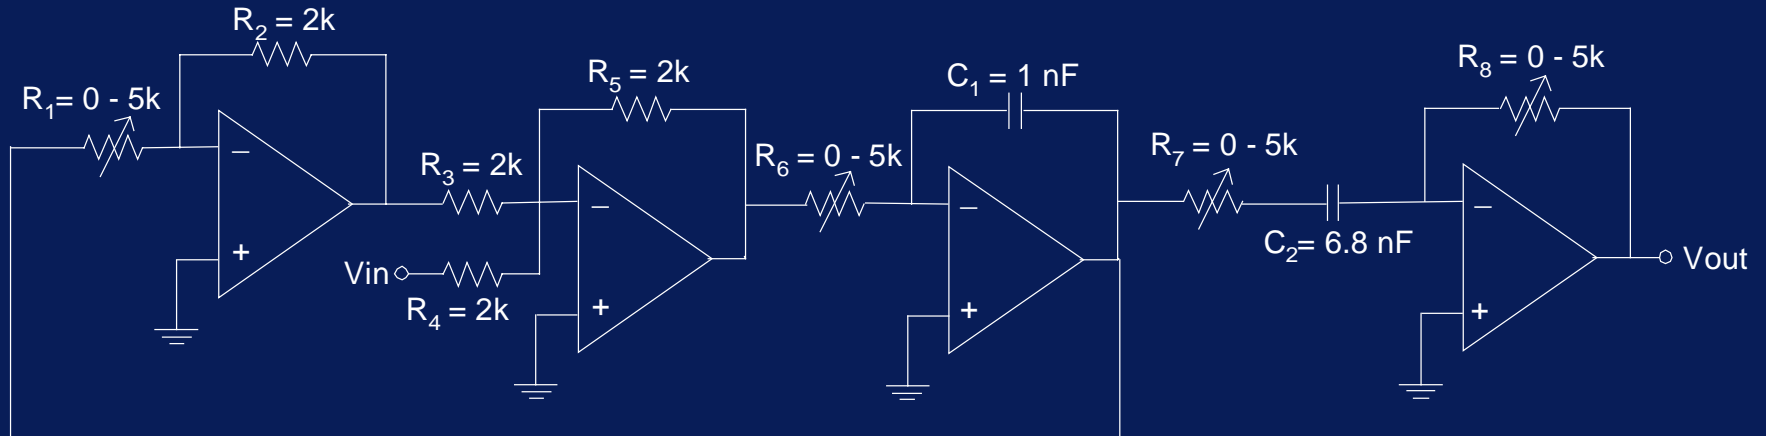 R2 = 2k
R5 = 2k
C1 = 1 nF
R8 = 0 - 5k
R1= 0 - 5k
R3 = 2k
R6 = 0 - 5k
R7 = 0 - 5k
−
−
−
−
+
+
+
+
Vin
R4 = 2k
C2= 6.8 nF
Vout